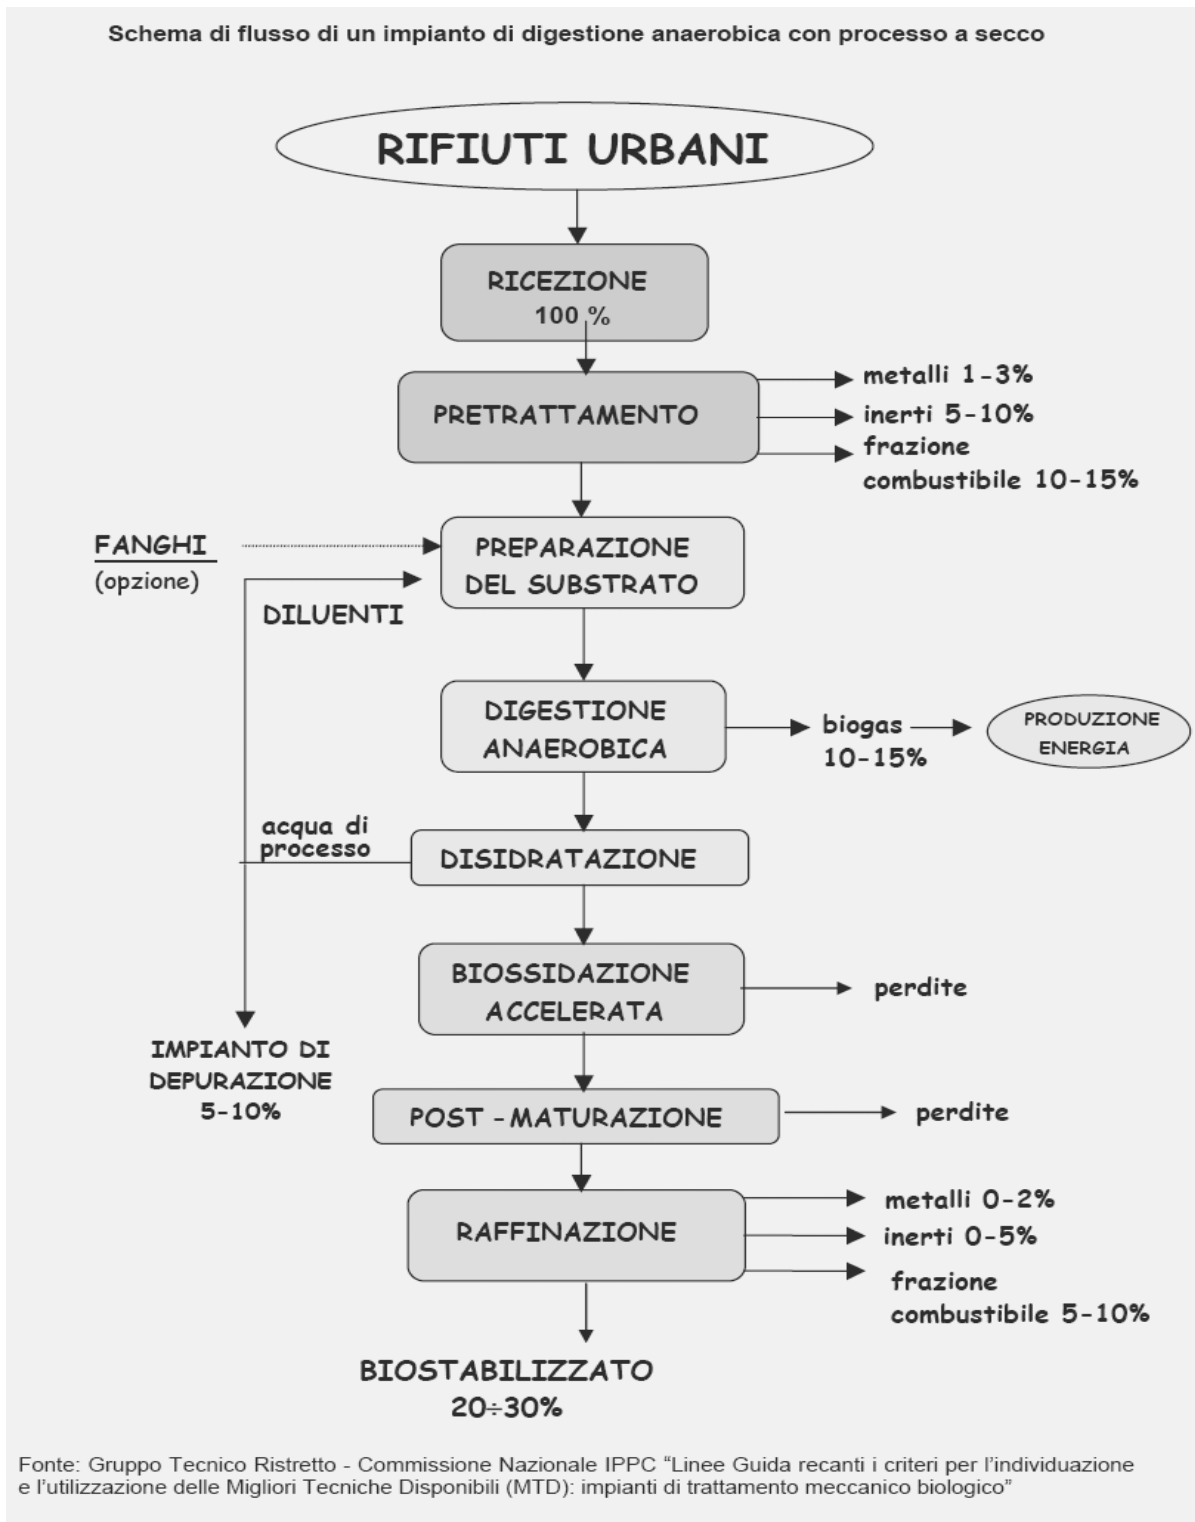 Schema di flusso di un impianto di digestione anaerobica con processo a secco
RIFIUTI URBANI
RICEZIONE
100 %
PRETRATTAMENTO
metalli 1-3%
inerti 5-10%
frazione
combustibile 10-15%
FANGHI
(opzione)
PREPARAZIONE
DEL SUBSTRATO
DILUENTI
DIGESTIONE
ANAEROBICA
biogas
10-15%
PRODUZIONE
ENERGIA
acqua di
processo
DISIDRATAZIONE
BIOSSIDAZIONE
ACCELERATA
perdite
IMPIANTO DI
DEPURAZIONE
5-10%
POST - MATURAZIONE
perdite
RAFFINAZIONE
metalli 0-2%
inerti 0-5%
frazione
combustibile 5-10%
BIOSTABILIZZATO
20÷30%
Fonte: Gruppo Tecnico Ristretto - Commissione Nazionale IPPC “Linee Guida recanti i criteri per l’individuazione
e l’utilizzazione delle Migliori Tecniche Disponibili (MTD): impianti di trattamento meccanico biologico”